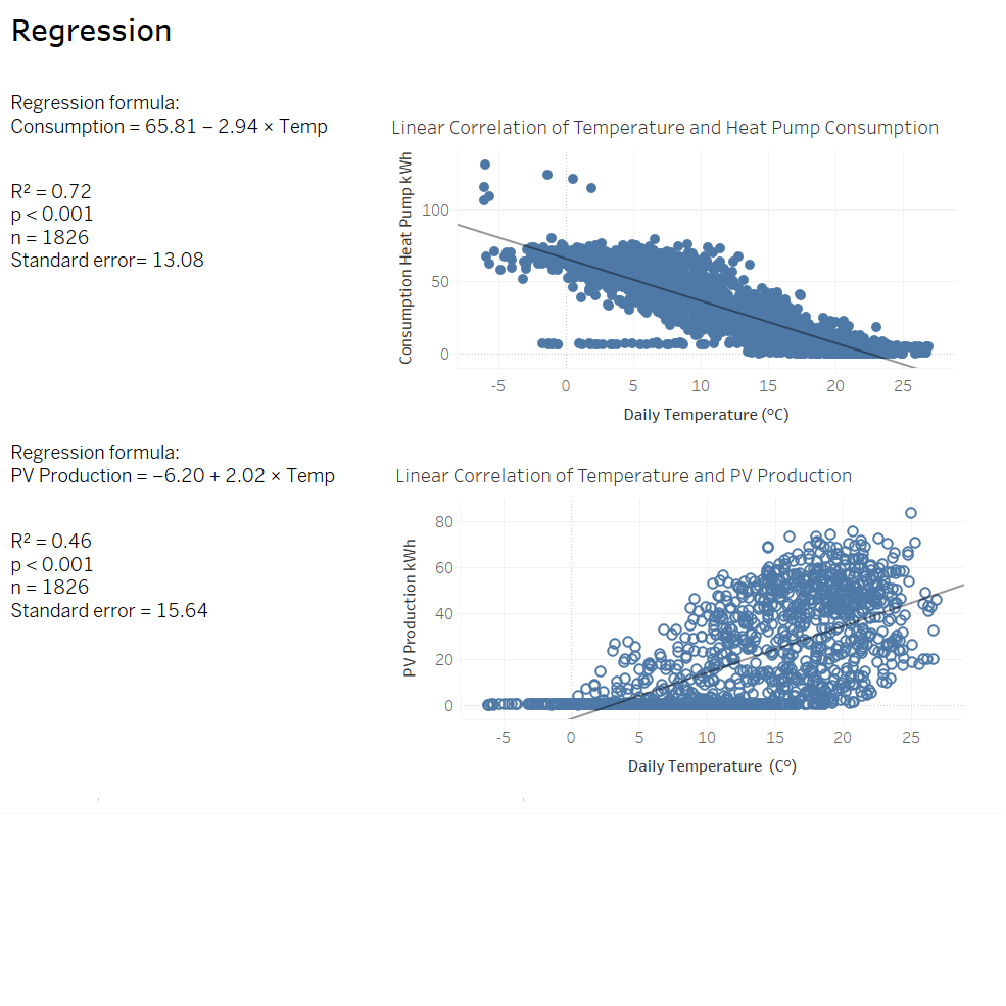 Regression
Regression formula:
Consumption = 65.81 – 2.94 × Temp
R² = 0.72
p < 0.001
n = 1826
Standard error= 13.08
Linear Correlation of Temperature and Heat Pump Consumption
Consumption Heat Pump kWh
100
50
0
-5 0 5 10 15 20 25
Daily Temperature (°C)
Regression formula:
PV Production = −6.20 + 2.02 × Temp
R² = 0.46
p < 0.001
n = 1826
Standard error = 15.64
Linear Correlation of Temperature and PV Production
PV Production kWh
80
60
40
20
0
-5 0 5 10 15 20 25
Daily Temperature (C°)